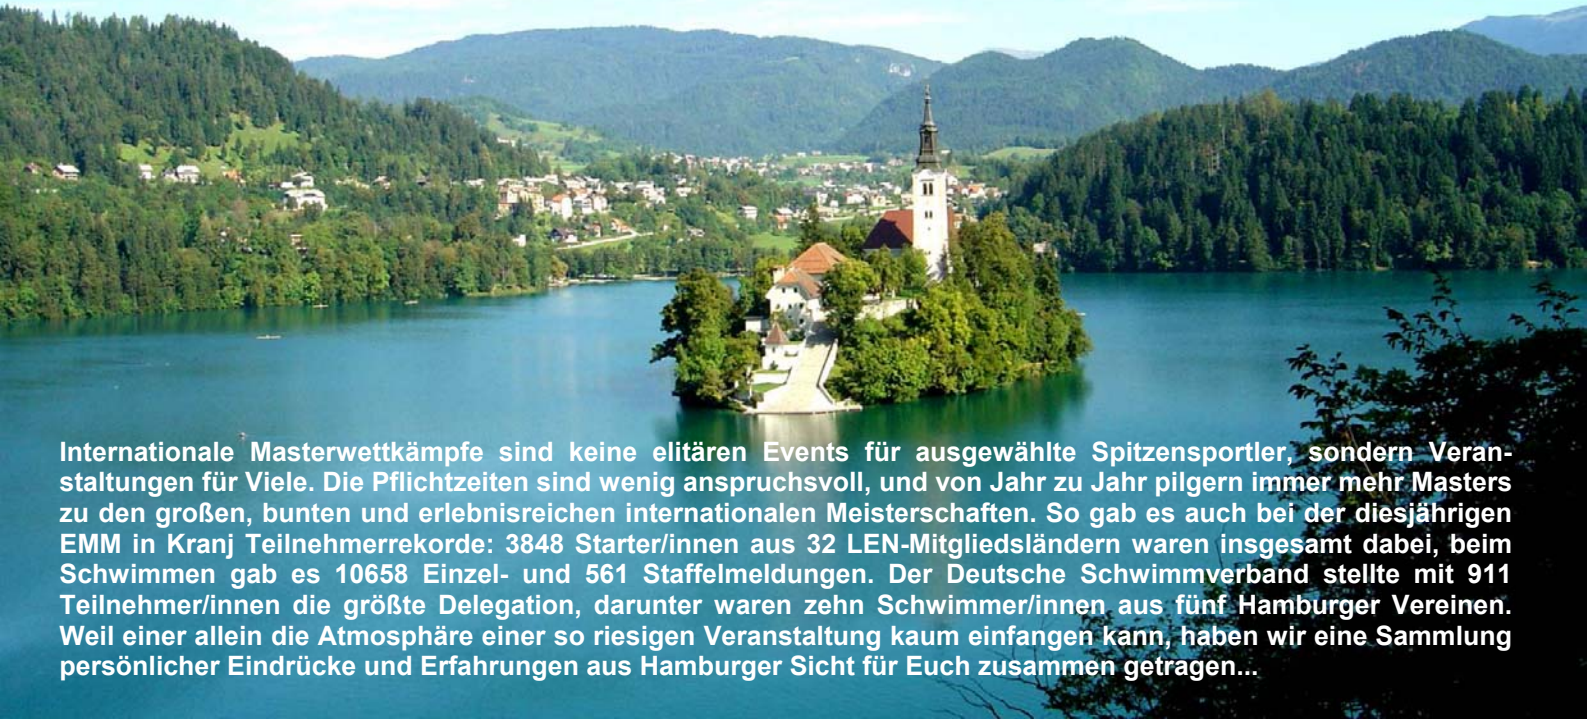 Internationale Masterwettkämpfe sind keine elitären Events für ausgewählte Spitzensportler, sondern Veran-
staltungen für Viele. Die Pflichtzeiten sind wenig anspruchsvoll, und von Jahr zu Jahr pilgern immer mehr Masters
zu den großen, bunten und erlebnisreichen internationalen Meisterschaften. So gab es auch bei der diesjährigen
EMM in Kranj Teilnehmerrekorde: 3848 Starter/innen aus 32 LEN-Mitgliedsländern waren insgesamt dabei, beim
Schwimmen gab es 10658 Einzel- und 561 Staffelmeldungen. Der Deutsche Schwimmverband stellte mit 911
Teilnehmer/innen die größte Delegation, darunter waren zehn Schwimmer/innen aus fünf Hamburger Vereinen.
Weil einer allein die Atmosphäre einer so riesigen Veranstaltung kaum einfangen kann, haben wir eine Sammlung
persönlicher Eindrücke und Erfahrungen aus Hamburger Sicht für Euch zusammen getragen...